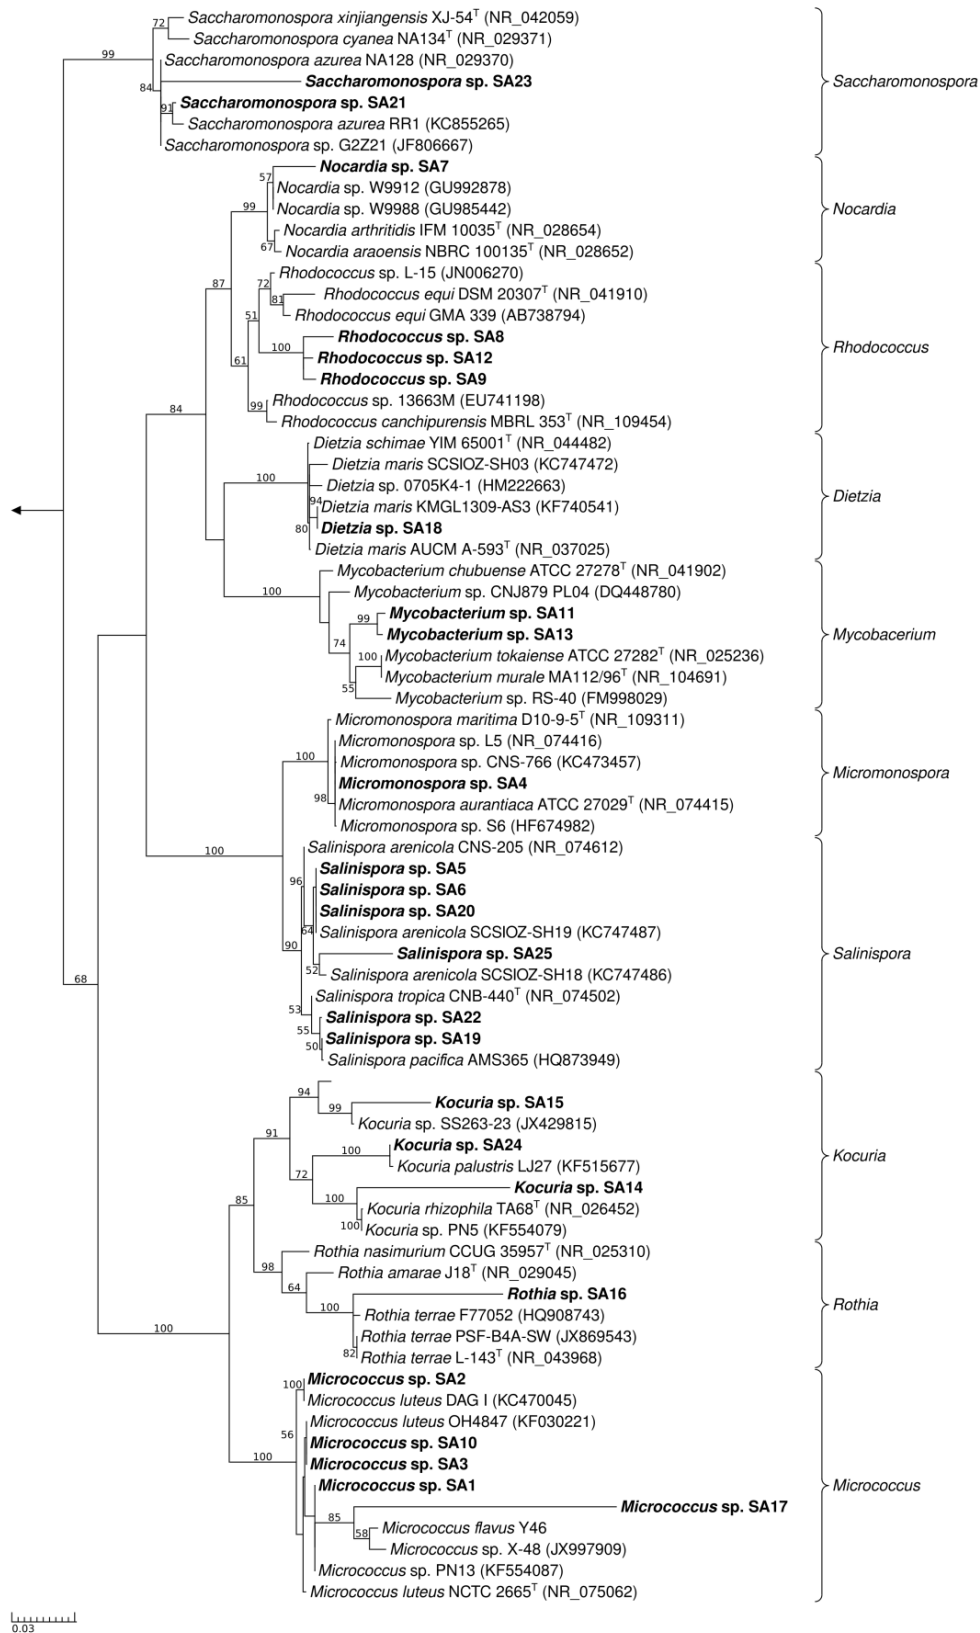 72
Saccharomonospora xinjiangensis XJ-54T (NR_042059)
Saccharomonospora cyanea NA134T (NR_029371)
99
Saccharomonospora azurea NA128 (NR_029370)
Saccharomonospora sp. SA23
Saccharomonospora
84
91
Saccharomonospora sp. SA21
Saccharomonospora azurea RR1 (KC855265)
Saccharomonospora sp. G2Z21 (JF806667)
Nocardia sp. SA7
57
Nocardia sp. W9912 (GU992878)
99
Nocardia sp. W9988 (GU985442)
Nocardia
Nocardia arthritidis IFM 10035T (NR_028654)
67
Nocardia araoensis NBRC 100135T (NR_028652)
Rhodococcus sp. L-15 (JN006270)
87
72
81
Rhodococcus equi DSM 20307T (NR_041910)
51
Rhodococcus equi GMA 339 (AB738794)
Rhodococcus sp. SA8
100
Rhodococcus
61
Rhodococcus sp. SA12
Rhodococcus sp. SA9
99
Rhodococcus sp. 13663M (EU741198)
84
Rhodococcus canchipurensis MBRL 353T (NR_109454)
Dietzia schimae YIM 65001T (NR_044482)
Dietzia maris SCSIOZ-SH03 (KC747472)
100
Dietzia sp. 0705K4-1 (HM222663)
Dietzia
94
Dietzia maris KMGL1309-AS3 (KF740541)
80
Dietzia sp. SA18
Dietzia maris AUCM A-593T (NR_037025)
Mycobacterium chubuense ATCC 27278T (NR_041902)
100
Mycobacterium sp. CNJ879 PL04 (DQ448780)
99
Mycobacterium sp. SA11
74
Mycobacterium sp. SA13
Mycobacerium
100
Mycobacterium tokaiense ATCC 27282T (NR_025236)
Mycobacterium murale MA112/96T (NR_104691)
55
Mycobacterium sp. RS-40 (FM998029)
Micromonospora maritima D10-9-5T (NR_109311)
Micromonospora sp. L5 (NR_074416)
100
Micromonospora sp. CNS-766 (KC473457)
Micromonospora
98
Micromonospora sp. SA4
Micromonospora aurantiaca ATCC 27029T (NR_074415)
Micromonospora sp. S6 (HF674982)
100
Salinispora arenicola CNS-205 (NR_074612)
Salinispora sp. SA5
96
Salinispora sp. SA6
Salinispora sp. SA20
64
Salinispora arenicola SCSIOZ-SH19 (KC747487)
90
Salinispora sp. SA25
Salinispora
52
Salinispora arenicola SCSIOZ-SH18 (KC747486)
68
Salinispora tropica CNB-440T (NR_074502)
53
Salinispora sp. SA22
55
Salinispora sp. SA19
50
Salinispora pacifica AMS365 (HQ873949)
94
99
Kocuria sp. SA15
Kocuria sp. SS263-23 (JX429815)
91
Kocuria sp. SA24
100
Kocuria
Kocuria palustris LJ27 (KF515677)
72
Kocuria sp. SA14
85
100
Kocuria rhizophila TA68T (NR_026452)
100
Kocuria sp. PN5 (KF554079)
Rothia nasimurium CCUG 35957T (NR_025310)
98
Rothia amarae J18T (NR_029045)
64
Rothia sp. SA16
Rothia
100
Rothia terrae F77052 (HQ908743)
100
Rothia terrae PSF-B4A-SW (JX869543)
82
Rothia terrae L-143T (NR_043968)
100
Micrococcus sp. SA2
Micrococcus luteus DAG I (KC470045)
Micrococcus luteus OH4847 (KF030221)
56
Micrococcus sp. SA10
100
Micrococcus sp. SA3
Micrococcus sp. SA1
Micrococcus
Micrococcus sp. SA17
85
Micrococcus flavus Y46
58
Micrococcus sp. X-48 (JX997909)
Micrococcus sp. PN13 (KF554087)
Micrococcus luteus NCTC 2665T (NR_075062)
0.03